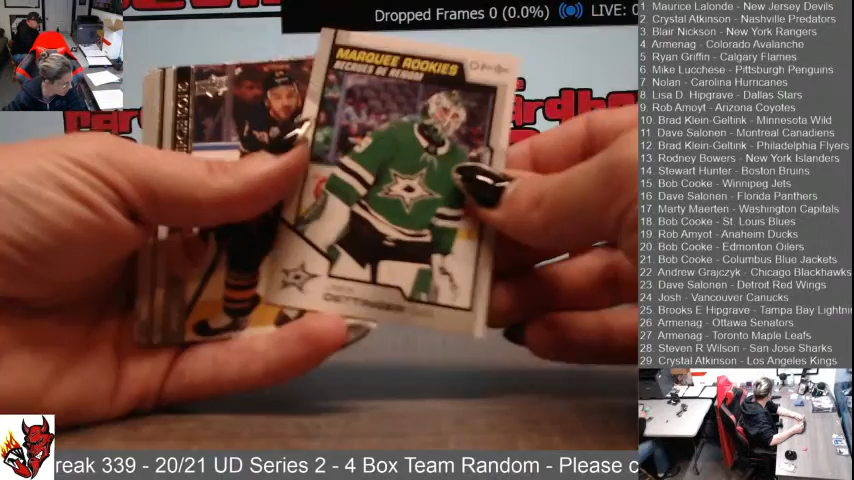 Dropped Frames 0 (0.0%)
LIVE:
MARQUEE ROOKIES
RECRUES DE RENOM
OETTINGER
1 Maurice Lalonde - New Jersey Devils
2 Crystal Atkinson - Nashville Predators
3. Blair Nickson - New York Rangers
4 Armenag - Colorado Avalanche
5 Ryan Griffin - Calgary Flames
6 Mike Lucchese - Pittsburgh Penguins
7 Nolan - Carolina Hurricanes
8 Lisa D. Hipgrave - Dallas Stars
9 Rob Amoyt - Arizona Coyotes
10. Brad Klein-Geltink - Minnesota Wild
11 Dave Salonen - Montreal Canadiens
12 Brad Klein-Geltink - Philadelphia Flyers
13 Rodney Bowers - New York Islanders
14 Stewart Hunter - Boston Bruins
15 Bob Cooke - Winnipeg Jets
16 Dave Salonen - Florida Panthers
17. Marty Maerten - Washington Capitals
18 Bob Cooke - St. Louis Blues
19 Rob Amyot - Anaheim Ducks
20 Bob Cooke - Edmonton Oilers
21 Bob Cooke - Columbus Blue Jackets
22 Andrew Grajczyk - Chicago Blackhawks
23 Dave Salonen - Detroit Red Wings
24 Josh - Vancouver Canucks
25. Brooks E Hipgrave - Tampa Bay Lightni
26 Armenag - Ottawa Senators
27 Armenag - Toronto Maple Leafs
28 Steven R Wilson - San Jose Sharks
29 Crystal Atkinson - Los Angeles Kings
reak 339 - 20/21 UD Series 2 - 4 Box Team Random - Please c